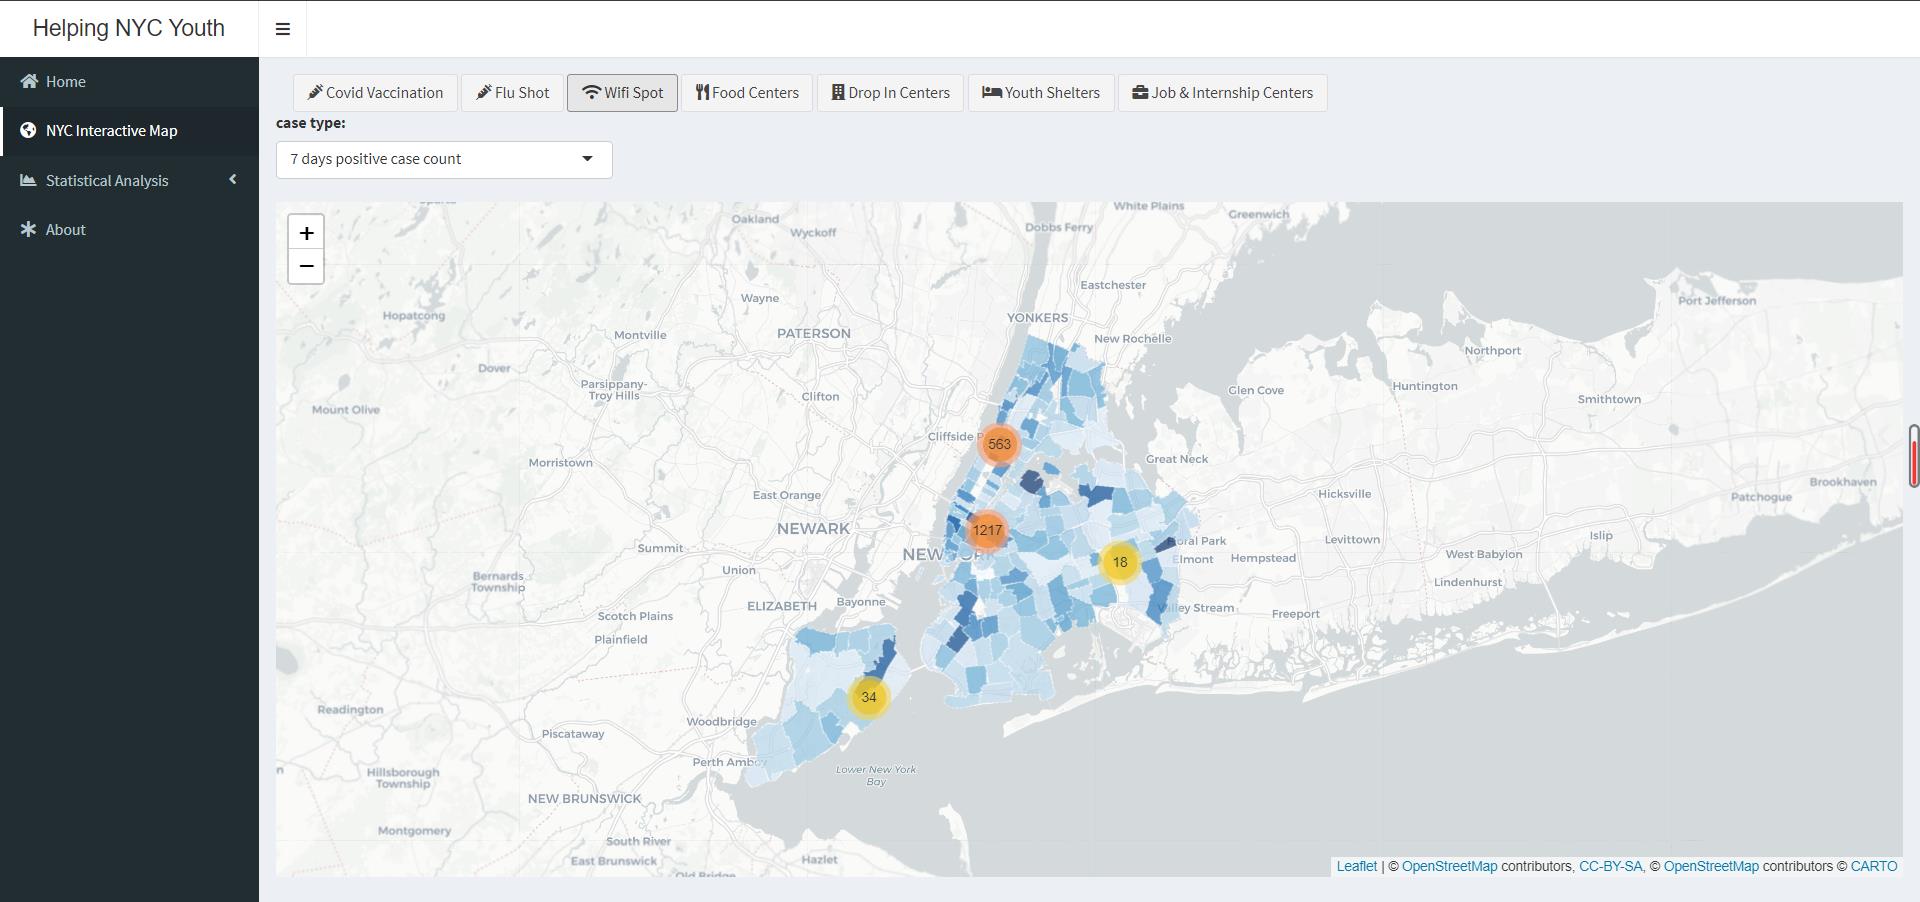 Helping NYC Youth
Home
NYC Interactive Map
Statistical Analysis
About
Covid Vaccination
Flu Shot
Wifi Spot
Food Centers
Drop In Centers
Youth Shelters
Job & Internship Centers
case type:
7 days positive case count
+
−
White Plains
Greenwich
Oakland
Wyckoff
Dobbs Ferry
Eastchester
Wayne
Port Jefferson
Hopatcong
YONKERS
Montville
PATERSON
New Rochelle
Northport
Dover
Parsippany-
Troy Hills
Clifton
Glen Cove
Huntington
Smithtown
Mount Olive
Cliffside P
563
Great Neck
Morristown
East Orange
Hicksville
Brookhaven
Patchogue
NEWARK
1217
NEW
Summit
oral Park
Levittown
Islip
Elmont
Hempstead
West Babylon
18
Union
Bernards
Township
Lindenhurst
ELIZABETH
Bayonne
Valley Stream
Freeport
Scotch Plains
Plainfield
34
Readington
Woodbridge
Piscataway
Perth Amboy
Lower New York
Bay
Hillsborough
Township
NEW BRUNSWICK
Montgomery
South River
East Brunswick
Hazlet
Old Bridge
Leaflet | © OpenStreetMap contributors, CC-BY-SA, © OpenStreetMap contributors © CARTO